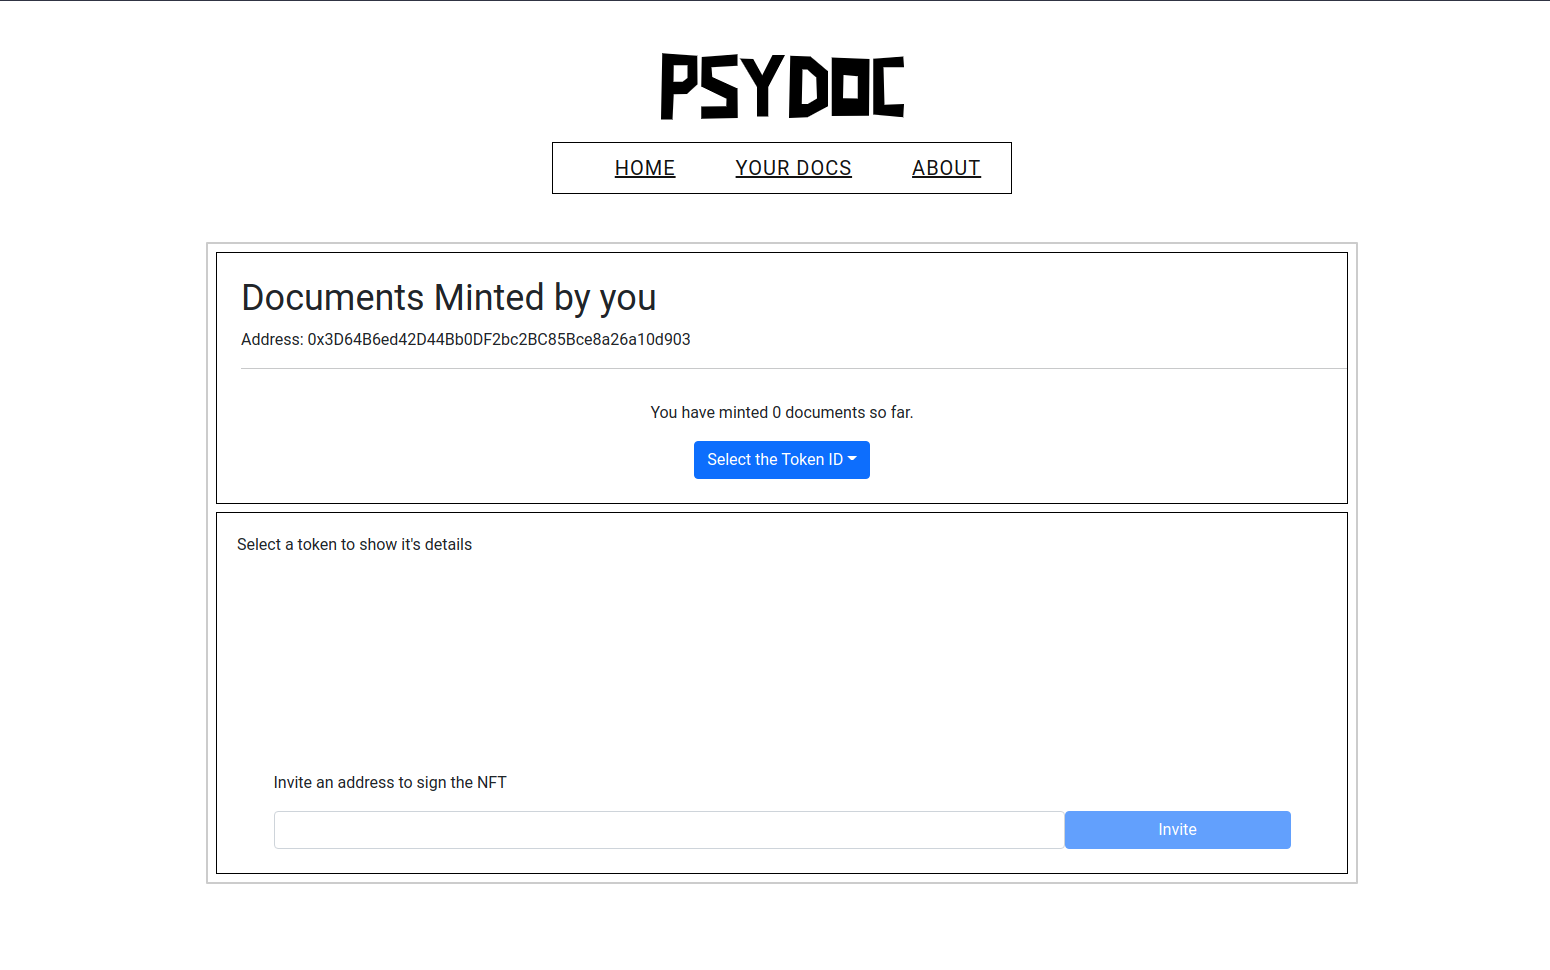 PSYDOC
HOME YOUR DOCS ABOUT
Documents Minted by you
Address: 0x3D64B6ed42D44Bb0DF2bc2BC85Bce8a26a10d903
You have minted 0 documents so far.
Select the Token ID
Select a token to show it's details
Invite an address to sign the NFT
Invite